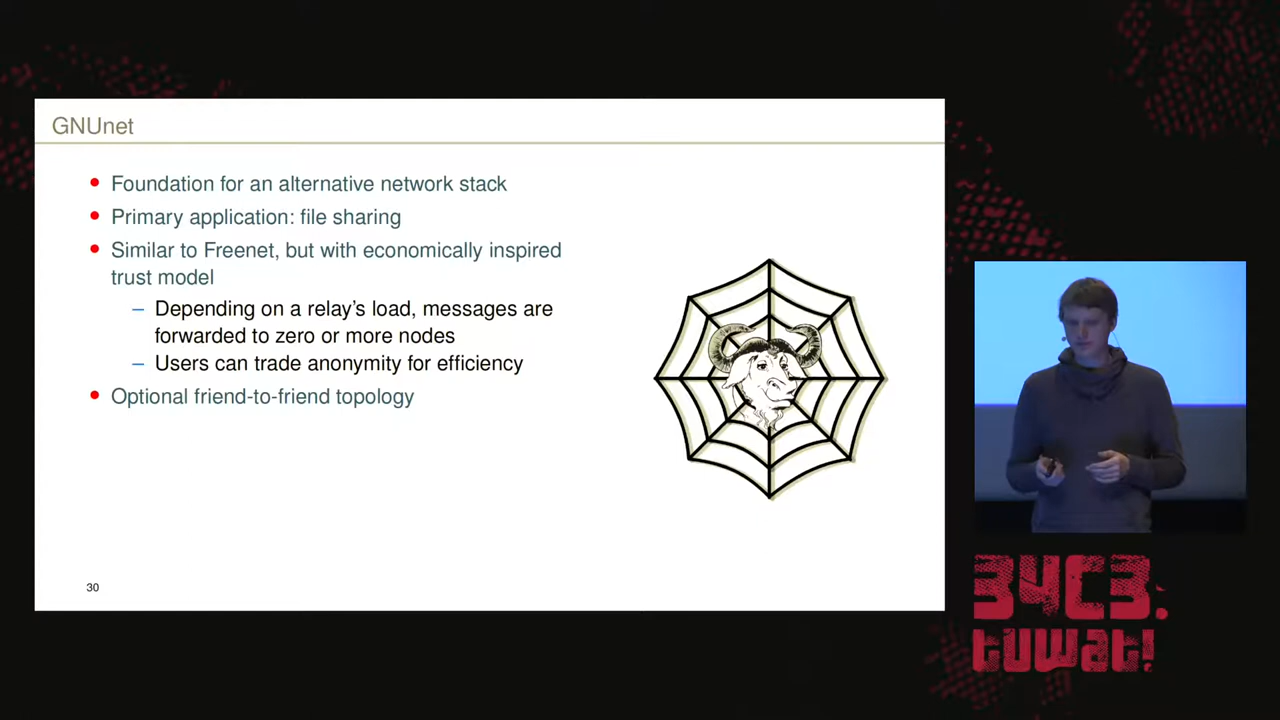 GNUnet
• Foundation for an alternative network stack
• Primary application: file sharing
• Similar to Freenet, but with economically inspired
trust model
– Depending on a relay's load, messages are
forwarded to zero or more nodes
– Users can trade anonymity for efficiency
• Optional friend-to-friend topology
30
34C3.
tuwat!